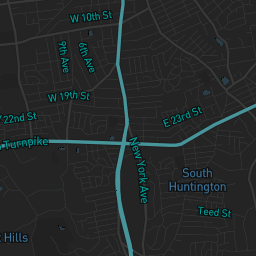 W 10th St
9th Ave
6th Ave
W 19th St
22nd St
E 23rd St
Turnpike
New York Ave
South
Huntington
Teed St
Hills